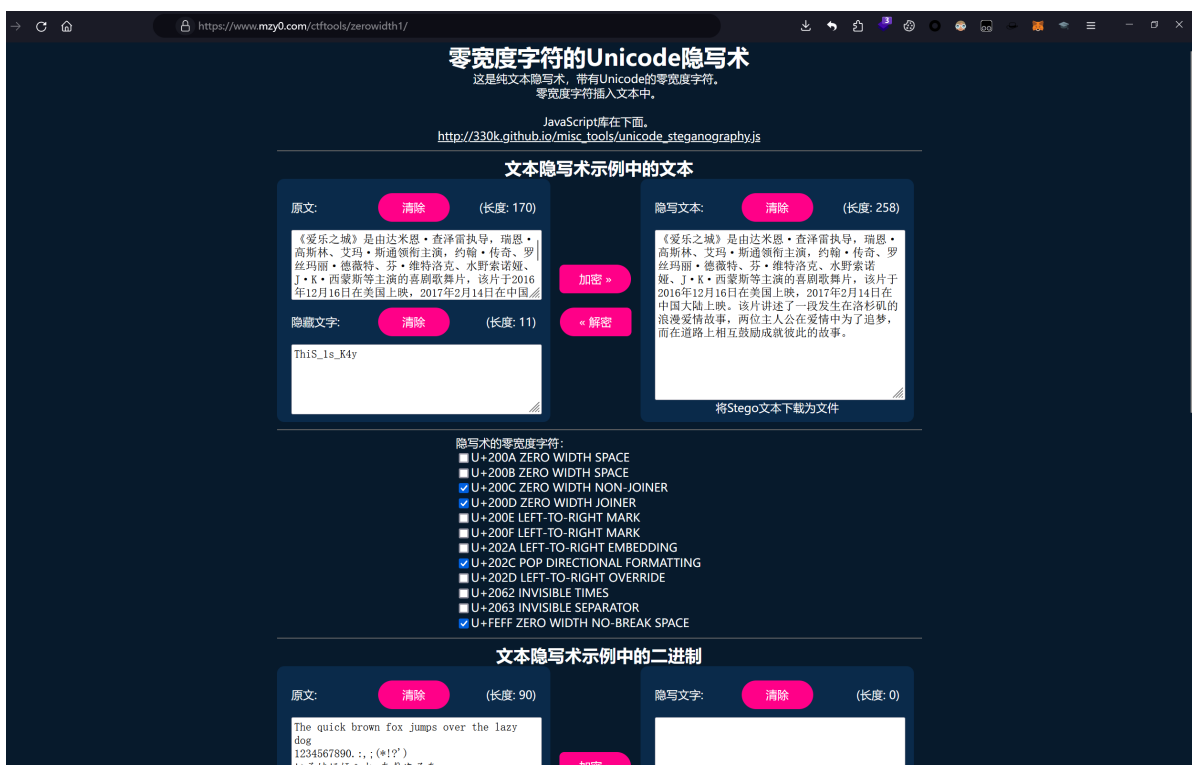 https://www.mzy0.com/ctftools/zerowidth1/
3
零宽度字符的Unicode隐写术
这是纯文本隐写术，带有Unicode的零宽度字符。
零宽度字符插入文本中。
JavaScript库在下面。
http://330k.github.io/misc_tools/unicode_steganography.js
文本隐写术示例中的文本
原文: 清除 (长度: 170)
《爱乐之城》是由达米恩・查泽雷执导，瑞恩・
高斯林、艾玛・斯通领衔主演，约翰・传奇、罗
丝玛丽・德薇特、芬・维特洛克、水野索诺娅、
J・K・西蒙斯等主演的喜剧歌舞片，该片于2016
年12月16日在美国上映，2017年2月14日在中国
隐藏文字: 清除 (长度: 11)
ThiS_1s_K4y
加密 »
« 解密
隐写文本: 清除 (长度: 258)
《爱乐之城》是由达米恩・查泽雷执导，瑞恩・
高斯林、艾玛・斯通领衔主演，约翰・传奇、罗
丝玛丽・德薇特、芬・维特洛克、水野索诺
娅、J・K・西蒙斯等主演的喜剧歌舞片，该片于
2016年12月16日在美国上映，2017年2月14日在
中国大陆上映。该片讲述了一段发生在洛杉矶的
浪漫爱情故事，两位主人公在爱情中为了追梦，
而在道路上相互鼓励成就彼此的故事。
将Stego文本下载为文件
隐写术的零宽度字符:
U+200A ZERO WIDTH SPACE
U+200B ZERO WIDTH SPACE
U+200C ZERO WIDTH NON-JOINER
U+200D ZERO WIDTH JOINER
U+200E LEFT-TO-RIGHT MARK
U+200F LEFT-TO-RIGHT MARK
U+202A LEFT-TO-RIGHT EMBEDDING
U+202C POP DIRECTIONAL FORMATTING
U+202D LEFT-TO-RIGHT OVERRIDE
U+2062 INVISIBLE TIMES
U+2063 INVISIBLE SEPARATOR
U+FEFF ZERO WIDTH NO-BREAK SPACE
文本隐写术示例中的二进制
原文: 清除 (长度: 90)
The quick brown fox jumps over the lazy
dog
1234567890.:,;(*!?')
隐写文字: 清除 (长度: 0)